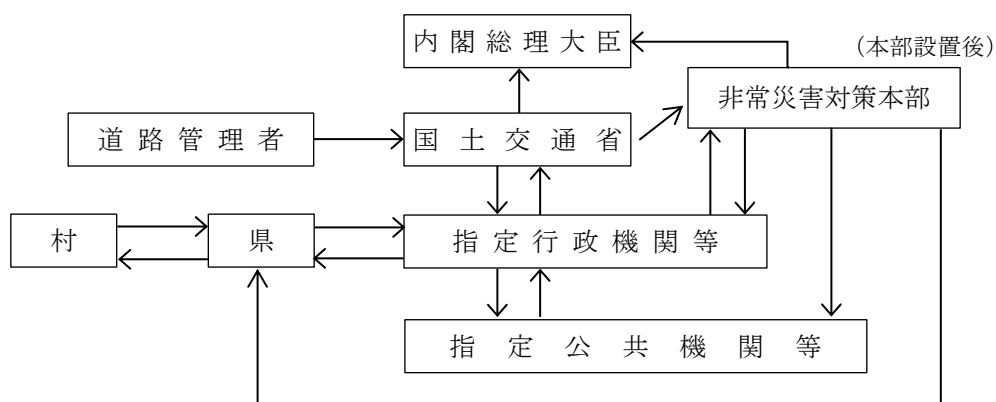 内閣総理大臣
(本部設置後)
非常災害対策本部
道路管理者
国土交通省
村
県
指定行政機関等
指定公共機関等